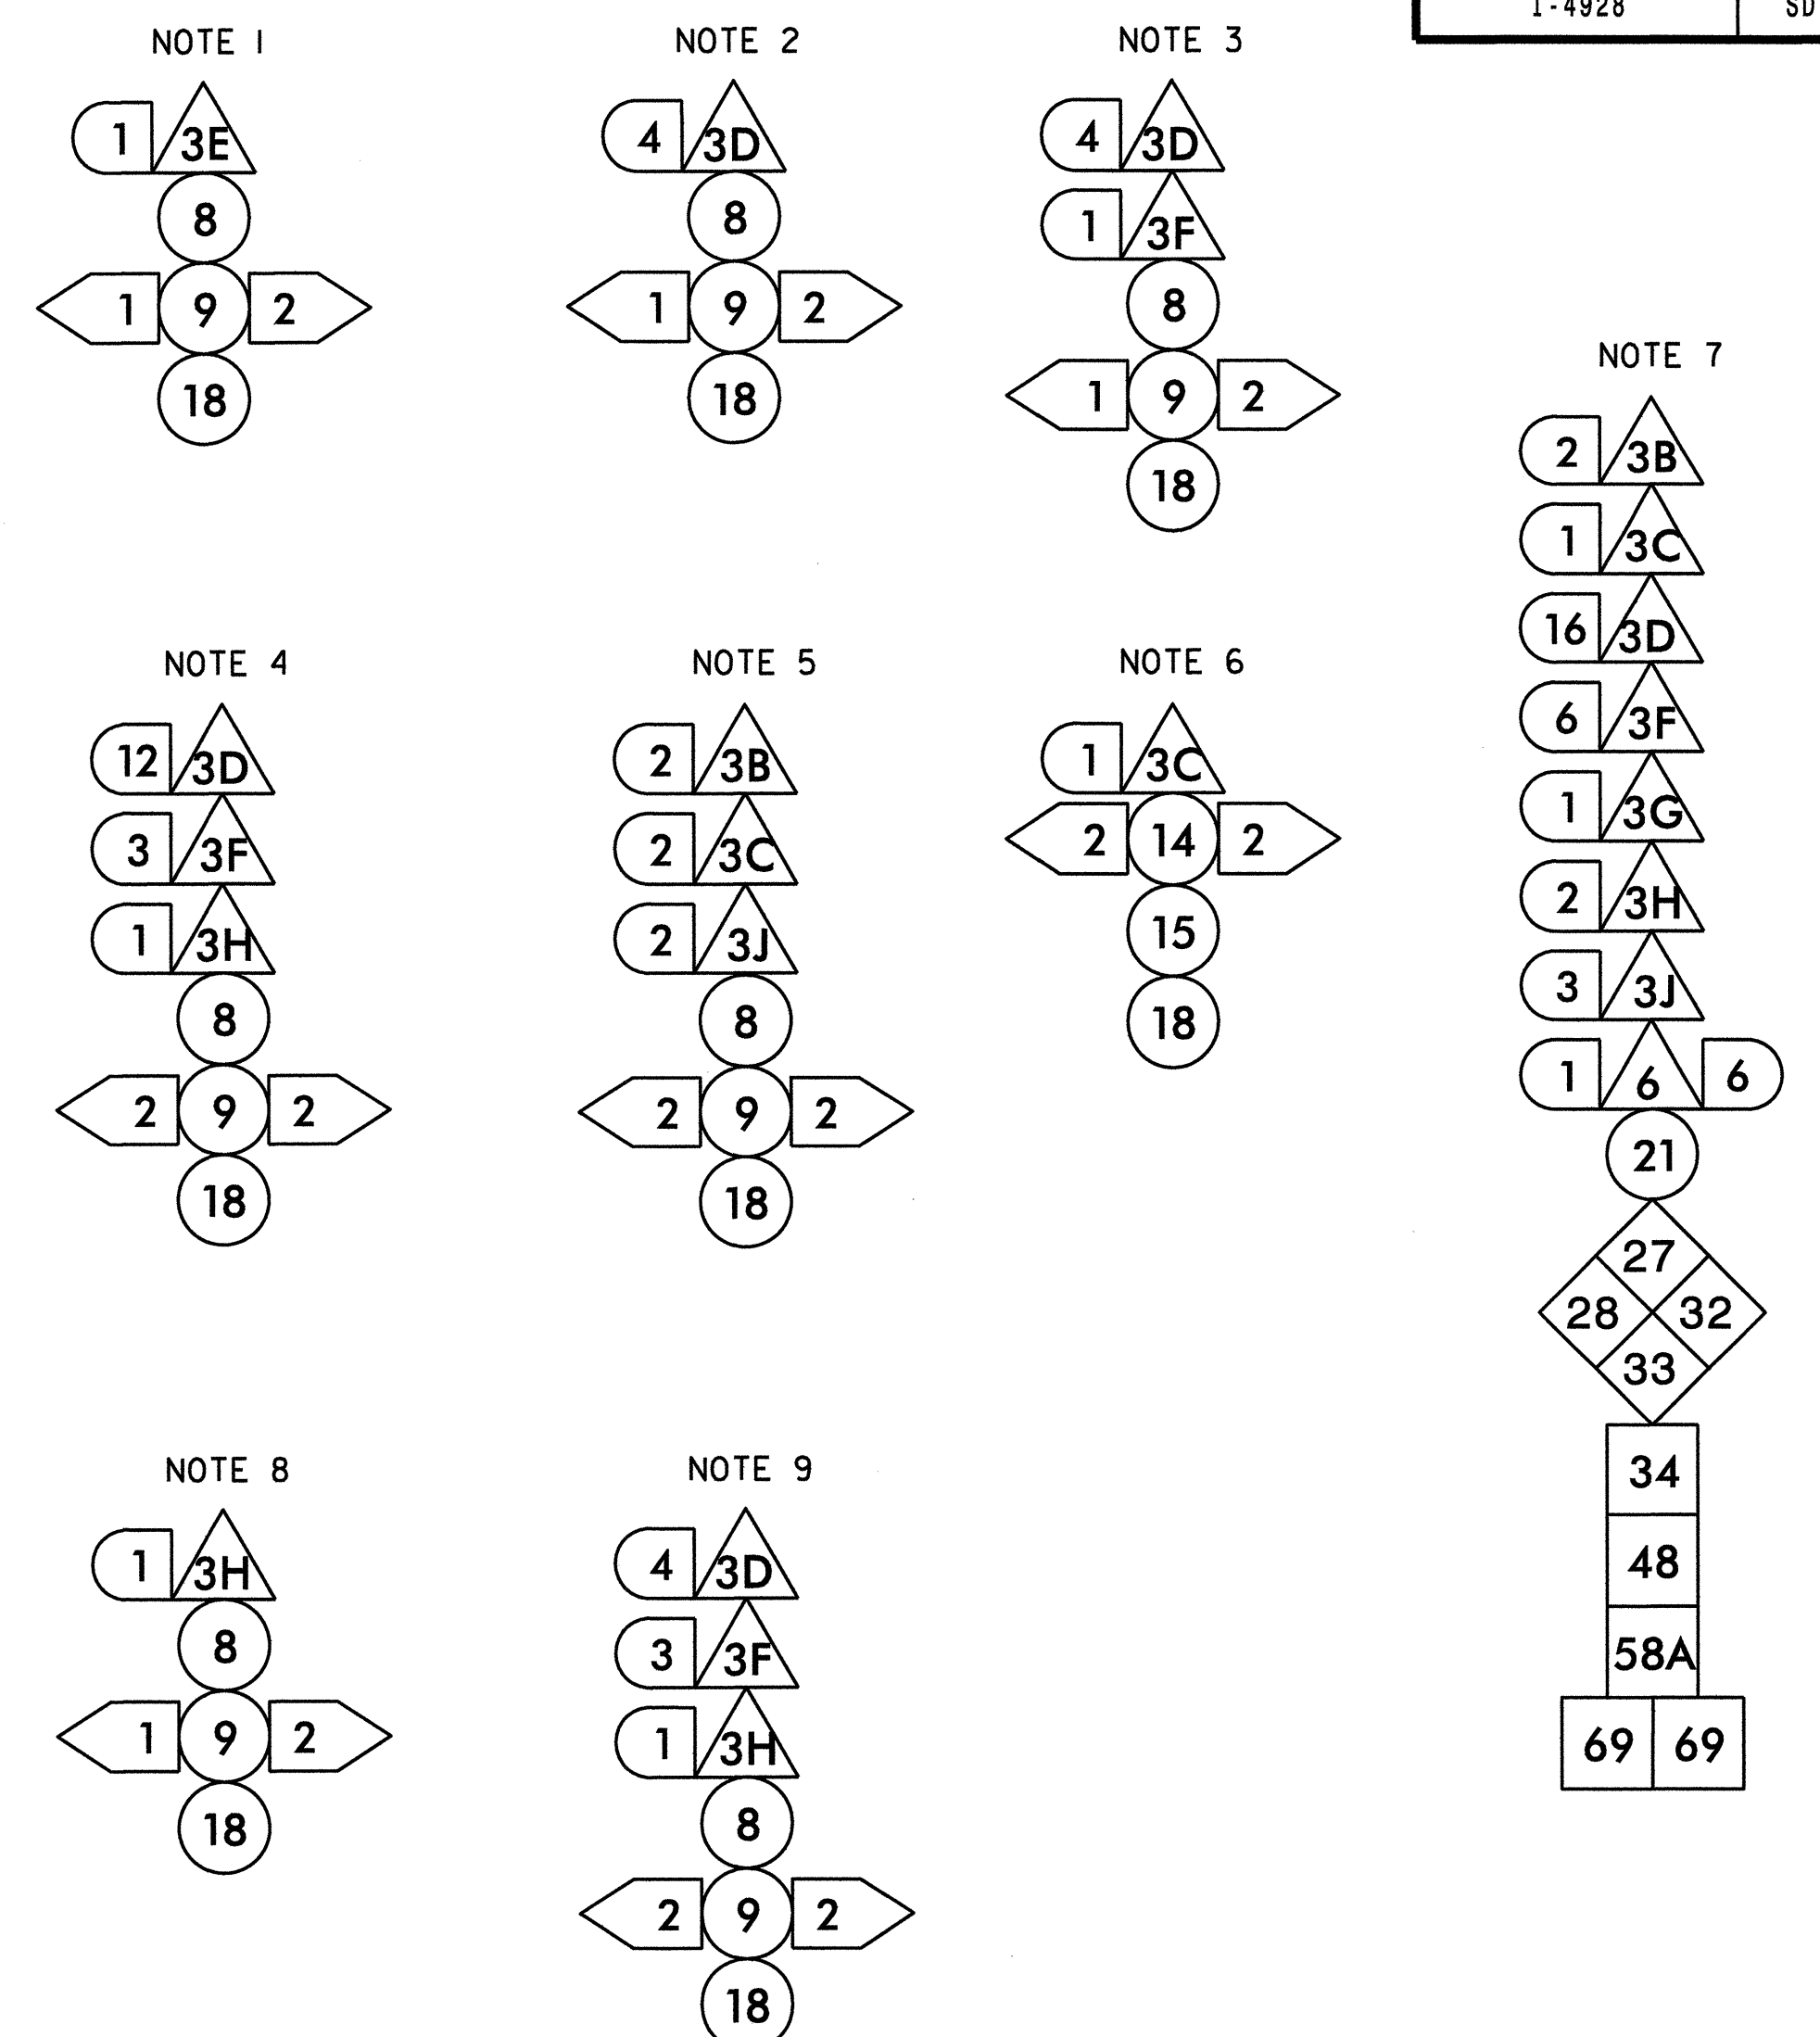 1-4928 SD
NOTE 1
1 3E
8
1 9 2
18
NOTE 2
4 3D
8
1 9 2
18
NOTE 3
4 3D
1 3F
8
1 9 2
18
NOTE 4
12 3D
3 3F
1 3H
8
2 9 2
18
NOTE 5
2 3B
2 3C
2 3J
8
2 9 2
18
NOTE 6
1 3C
2 14 2
15
18
NOTE 7
2 3B
1 3C
16 3D
6 3F
1 3G
2 3H
3 3J
1 6 6
21
27
28 32
33
34
48
58A
69 69
NOTE 8
1 3H
8
1 9 2
18
NOTE 9
4 3D
3 3F
1 3H
8
2 9 2
18